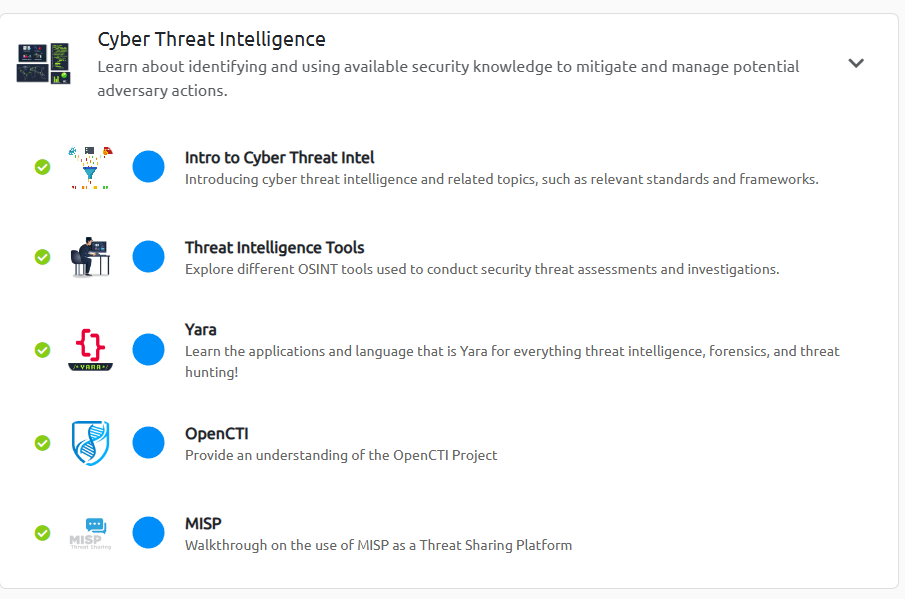 Cyber Threat Intelligence
Learn about identifying and using available security knowledge to mitigate and manage potential
adversary actions.
Intro to Cyber Threat Intel
Introducing cyber threat intelligence and related topics, such as relevant standards and frameworks.
Threat Intelligence Tools
Explore different OSINT tools used to conduct security threat assessments and investigations.
YARA
Yara
Learn the applications and language that is Yara for everything threat intelligence, forensics, and threat
hunting!
OpenCTI
Provide an understanding of the OpenCTI Project
MISP
Threat Sharing
MISP
Walkthrough on the use of MISP as a Threat Sharing Platform